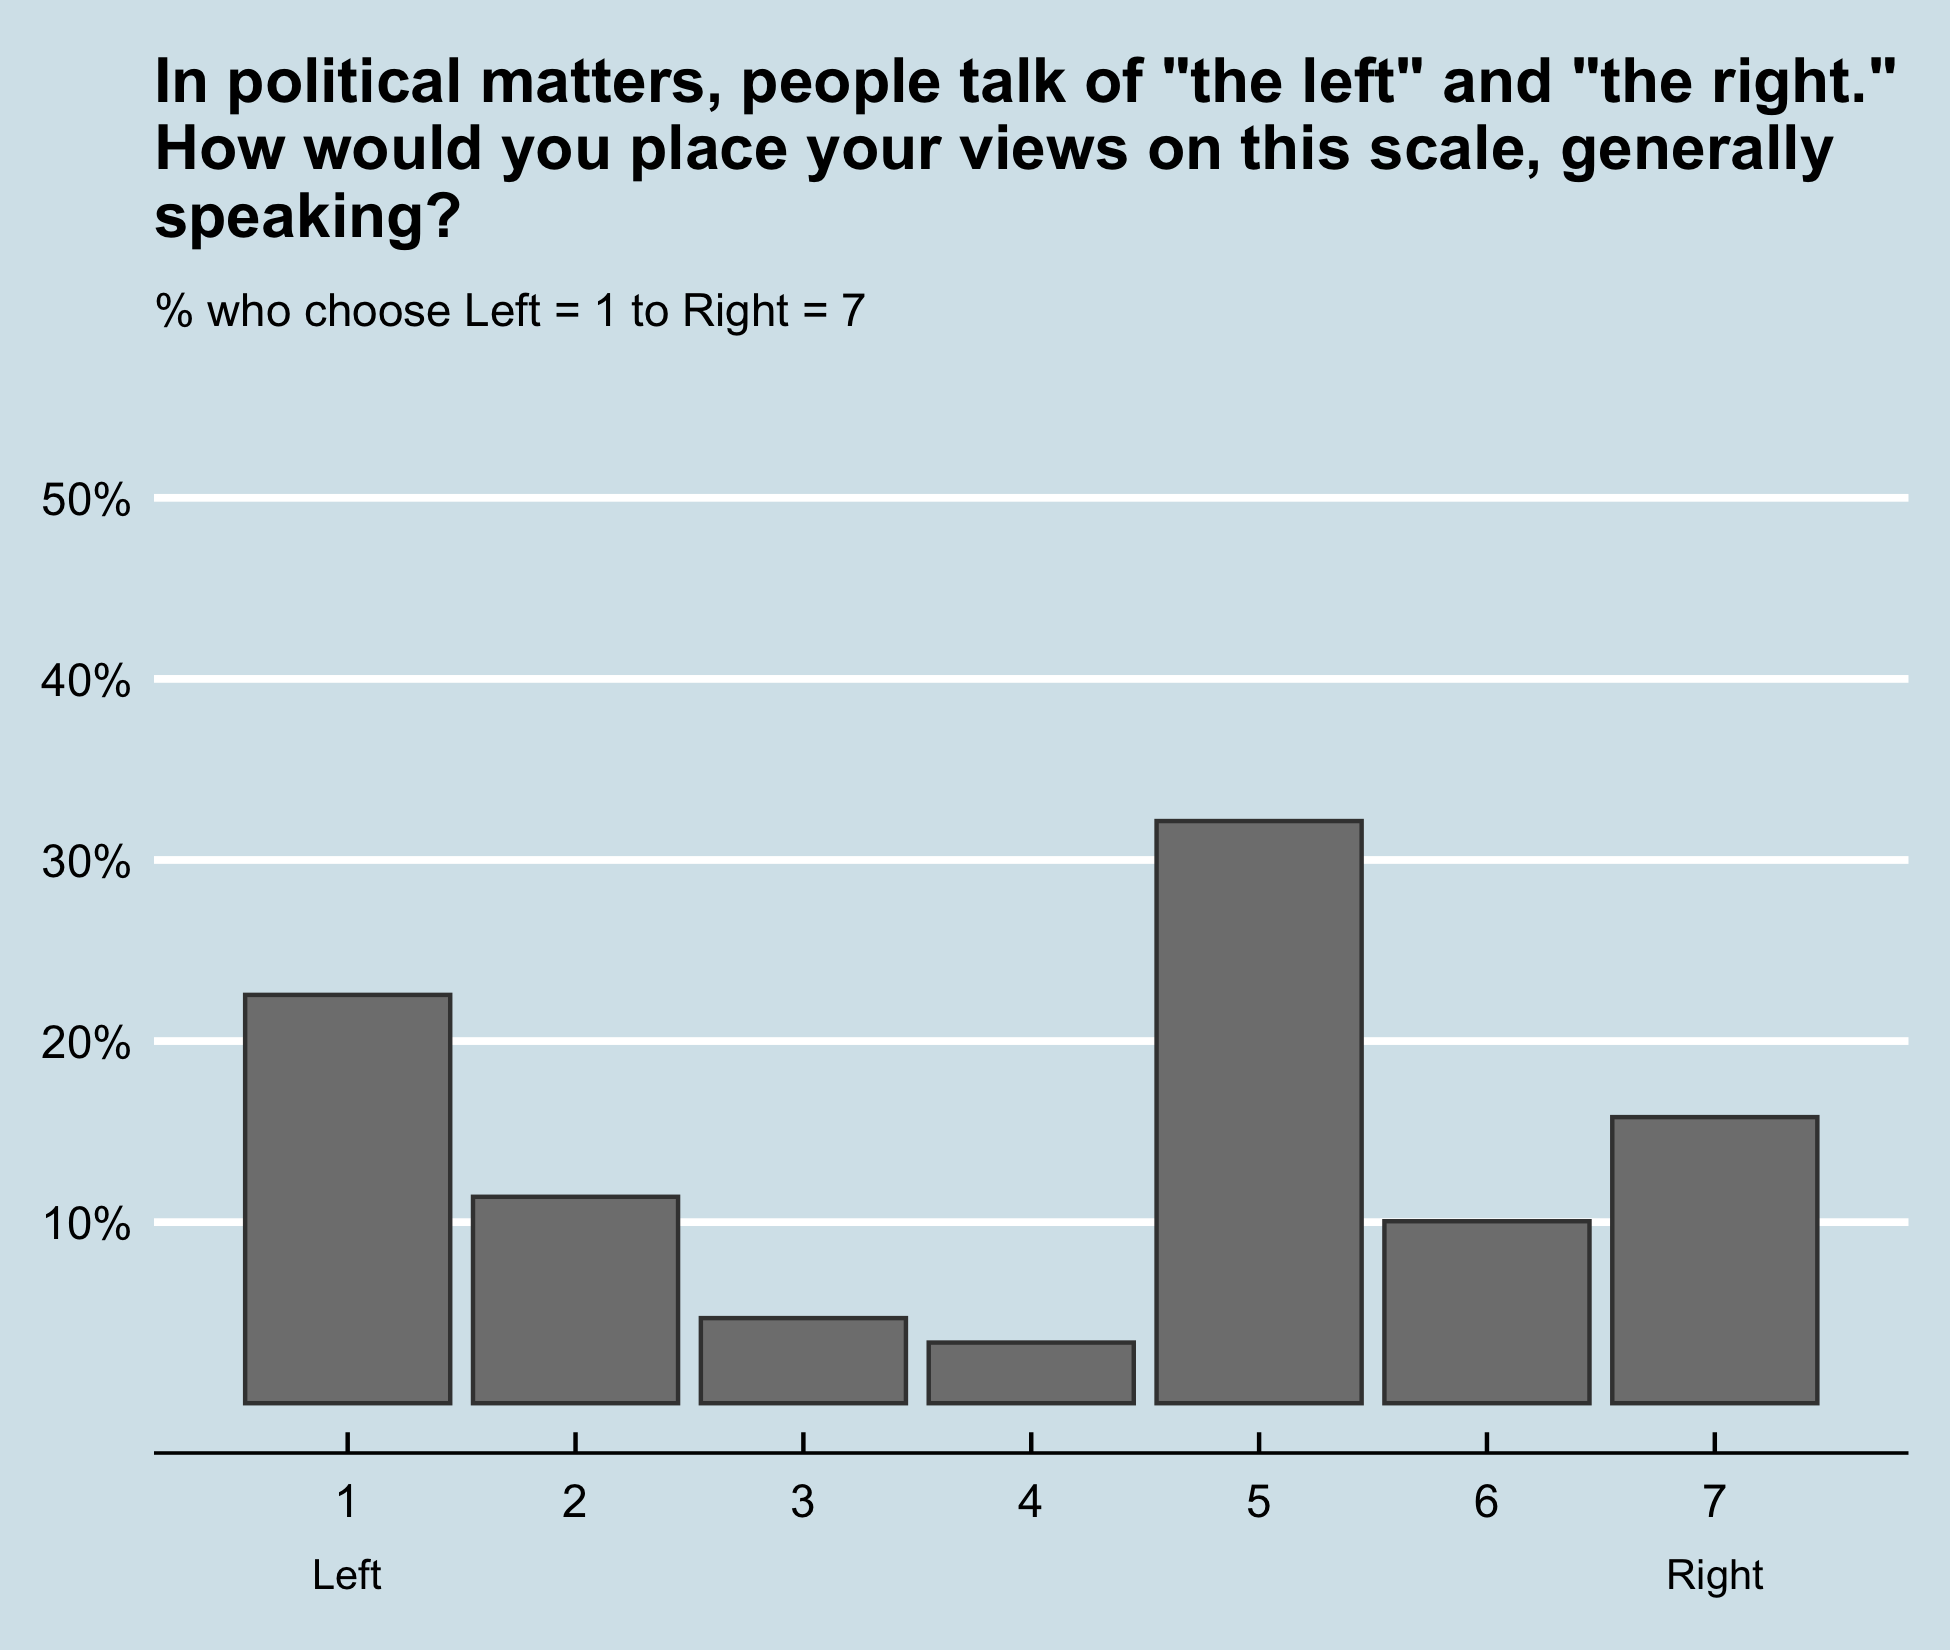 In political matters, people talk of "the left" and "the right."
How would you place your views on this scale, generally
speaking?
% who choose Left = 1 to Right = 7
50%
40%
30%
20%
10%
1 2 3 4 5 6 7
Left Right